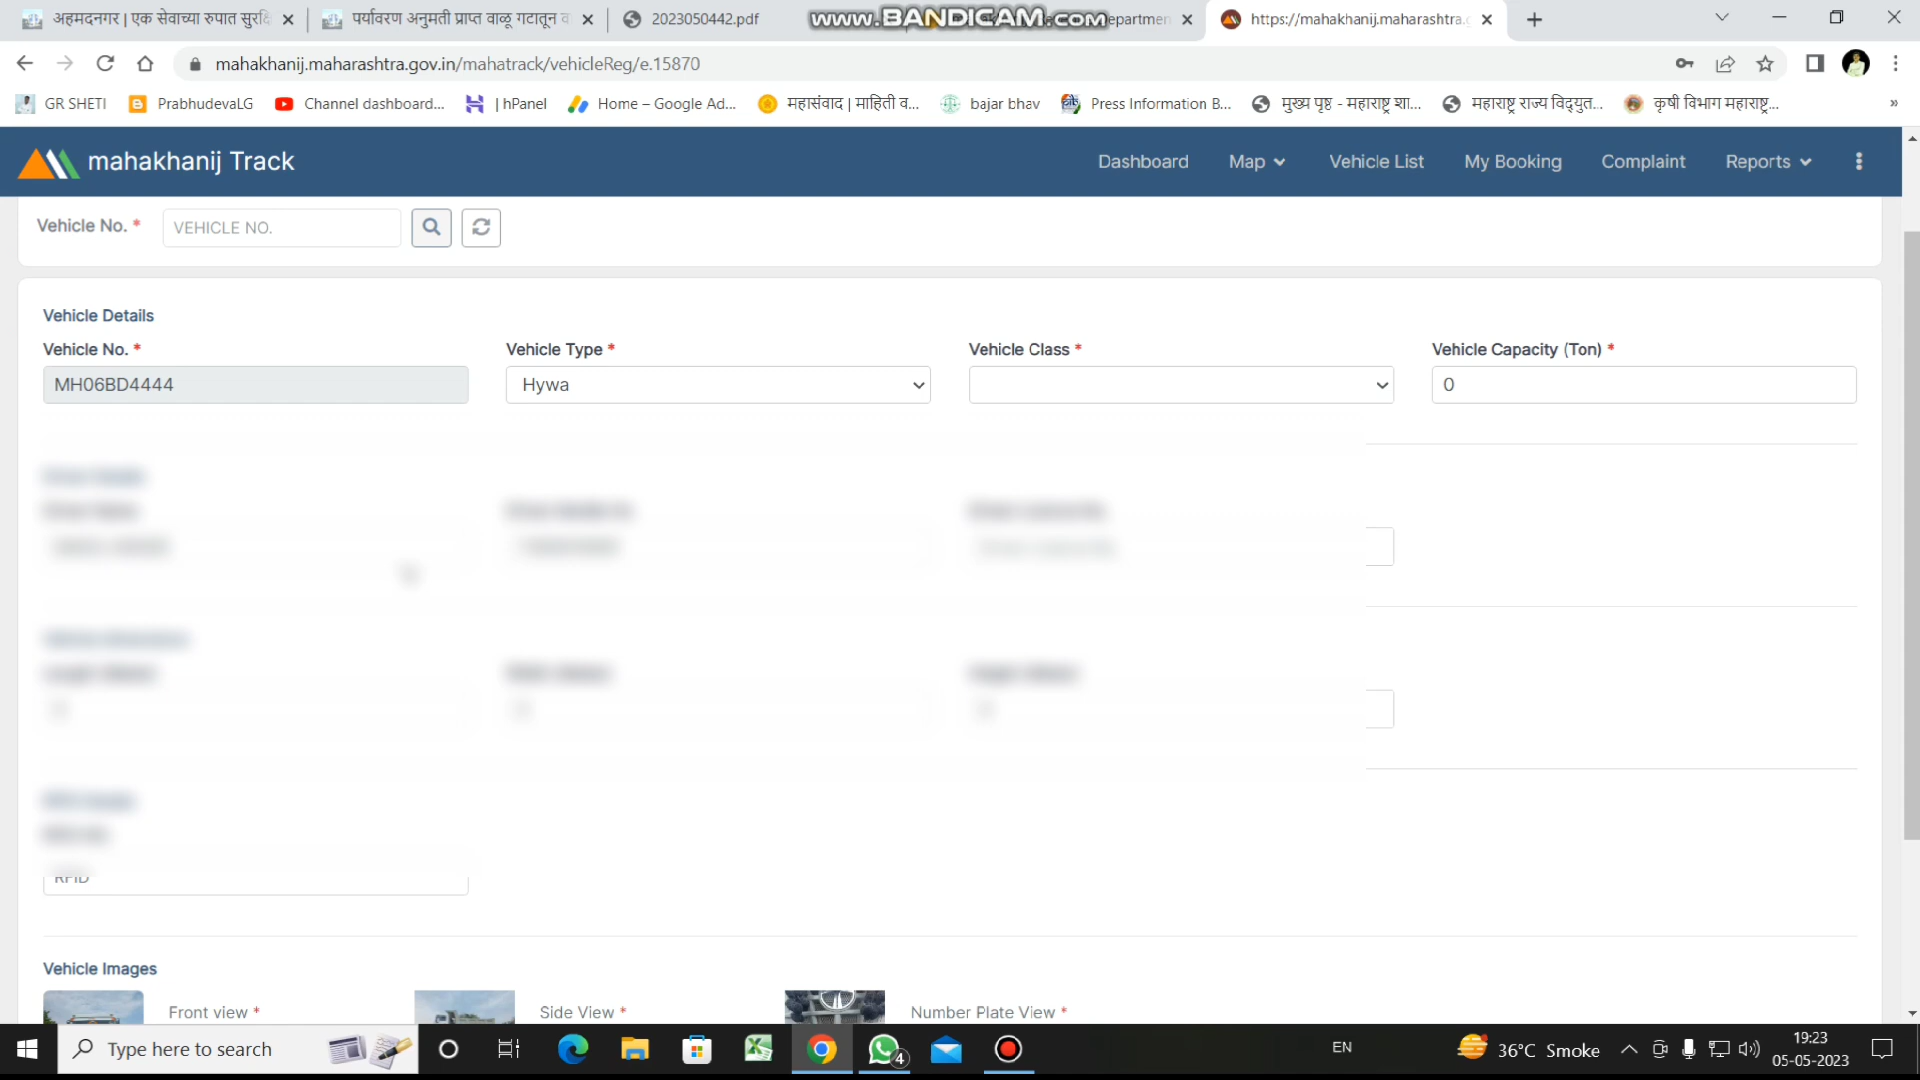 अहमदनगर | एक सेवाच्या रुपात सुरक्षि
पर्यावरण अनुमती प्राप्त वाळू गटातून व
2023050442.pdf
www.BANDICAM.com
https://mahakhanij.maharashtra.g
mahakhanij.maharashtra.gov.in/mahatrack/vehicleReg/e.15870
GR SHETI
PrabhudevaLG
Channel dashboard...
| hPanel
Home – Google Ad...
महासंवाद | माहिती व...
bajar bhav
Press Information B...
मुख्य पृष्ठ - महाराष्ट्र शा...
महाराष्ट्र राज्य विद्युत...
कृषी विभाग महाराष्ट्र...
»
mahakhanij Track
Dashboard
Map
Vehicle List
My Booking
Complaint
Reports
Vehicle No. *
VEHICLE NO.
Vehicle Details
Vehicle No. *
Vehicle Type *
Vehicle Class *
Vehicle Capacity (Ton) *
MH06BD4444
Hywa
0
RFID
Vehicle Images
Front view *
Side View *
Number Plate View *
Type here to search
4
EN
36°C Smoke
19:23
05-05-2023